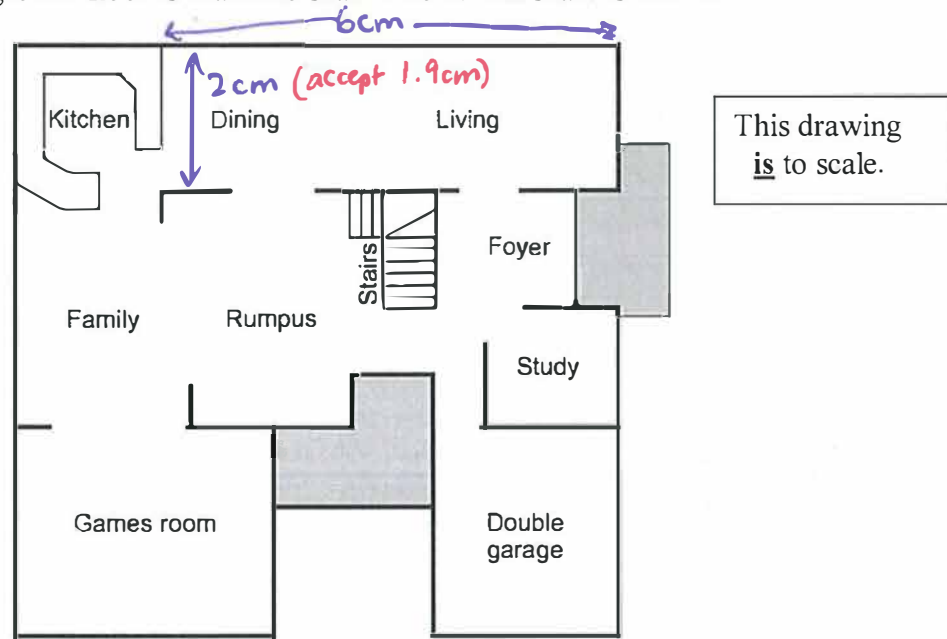 6cm
2cm (accept 1.9cm)
Kitchen
Dining
Living
This drawing
is to scale.
Stairs
Foyer
Family
Rumpus
Study
Games room
Double
garage